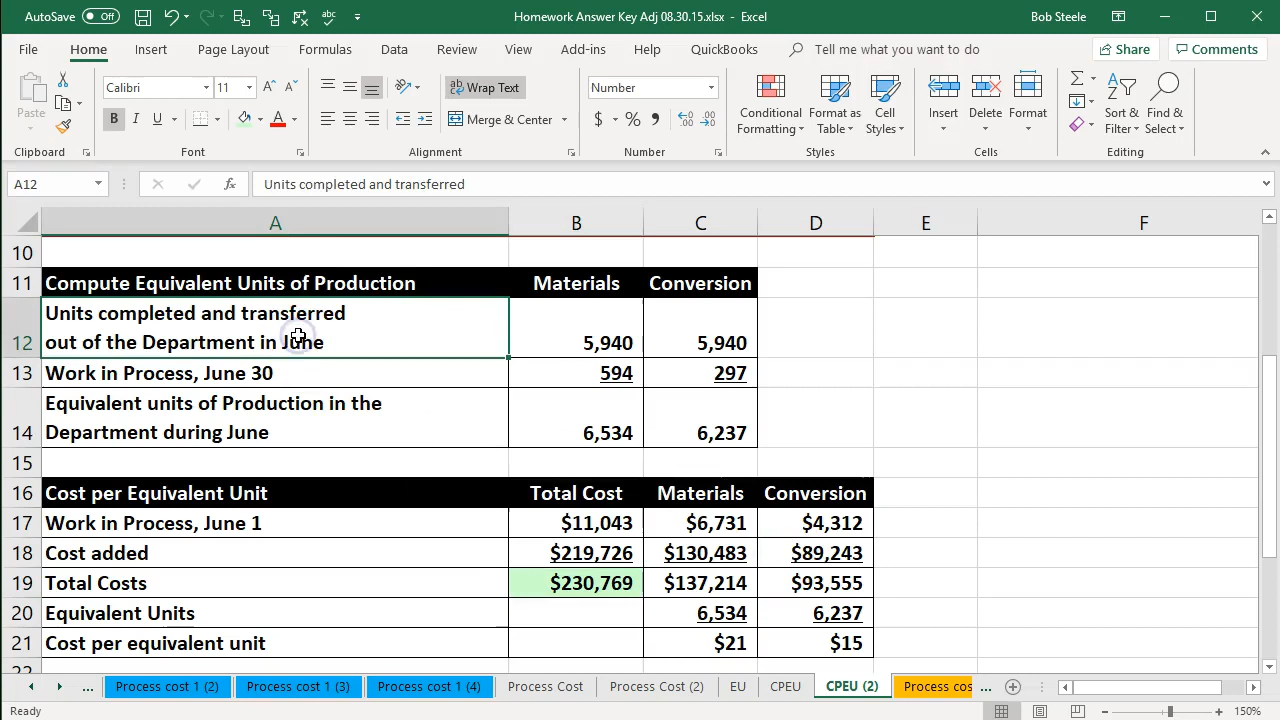 AutoSave Off Homework Answer Key Adj 08.30.15.xlsx - Excel Bob Steele
File Home Insert Page Layout Formulas Data Review View Add-ins Help QuickBooks Tell me what you want to do Share Comments
Paste Calibri 11 Wrap Text Number
B I U Merge & Center $ % Conditional Formatting Format as Table Cell Styles Insert Delete Format Sort & Filter Find & Select
Clipboard Font Alignment Number Styles Cells Editing
A12 fx Units completed and transferred
A B C D E F
10
11 Compute Equivalent Units of Production Materials Conversion
Units completed and transferred
12 out of the Department in June 5,940 5,940
13 Work in Process, June 30 594 297
Equivalent units of Production in the
14 Department during June 6,534 6,237
15
16 Cost per Equivalent Unit Total Cost Materials Conversion
17 Work in Process, June 1 $11,043 $6,731 $4,312
18 Cost added $219,726 $130,483 $89,243
19 Total Costs $230,769 $137,214 $93,555
20 Equivalent Units 6,534 6,237
21 Cost per equivalent unit $21 $15
22
... Process cost 1 (2) Process cost 1 (3) Process cost 1 (4) Process Cost Process Cost (2) EU CPEU CPEU (2) Process cos ...
Ready 150%